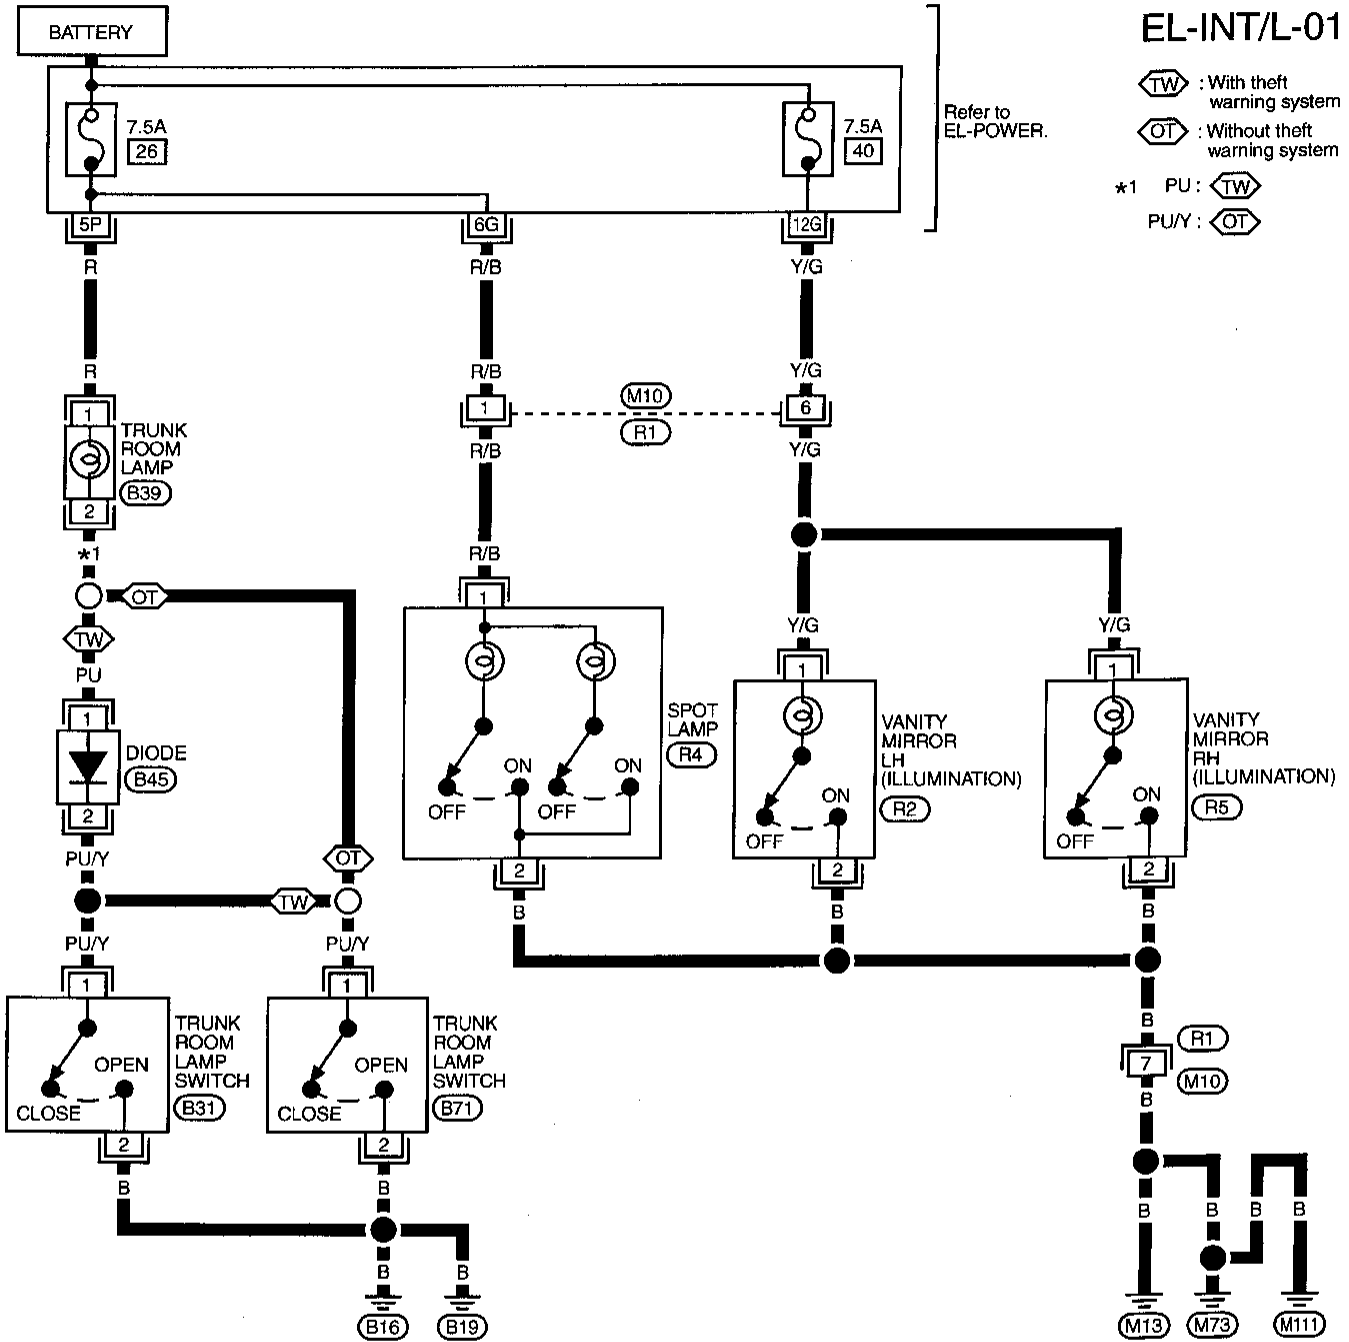 BATTERY
EL-INT/L-01
TW : With theft
warning system
OT : Without theft
warning system
*1 PU : TW
PU/Y : OT
Refer to
EL-POWER.
7.5A
26
7.5A
40
5P
6G
12G
R
R/B
Y/G
R
R/B
Y/G
1
M10
R1
6
R/B
Y/G
1
TRUNK
ROOM
LAMP
B39
2
*1
OT
TW
PU
R/B
1
Y/G
1
Y/G
1
SPOT
LAMP
R4
ON
OFF
ON
OFF
2
VANITY
MIRROR
LH
(ILLUMINATION)
R2
ON
OFF
2
VANITY
MIRROR
RH
(ILLUMINATION)
R5
ON
OFF
2
1
DIODE
B45
2
PU/Y
OT
TW
PU/Y
PU/Y
B
B
B
1
OPEN
CLOSE
TRUNK
ROOM
LAMP
SWITCH
B31
2
1
OPEN
CLOSE
TRUNK
ROOM
LAMP
SWITCH
B71
2
B
R1
7
M10
B
B
B
B
B
B16
B19
B
B
B
B
M13
M73
M111